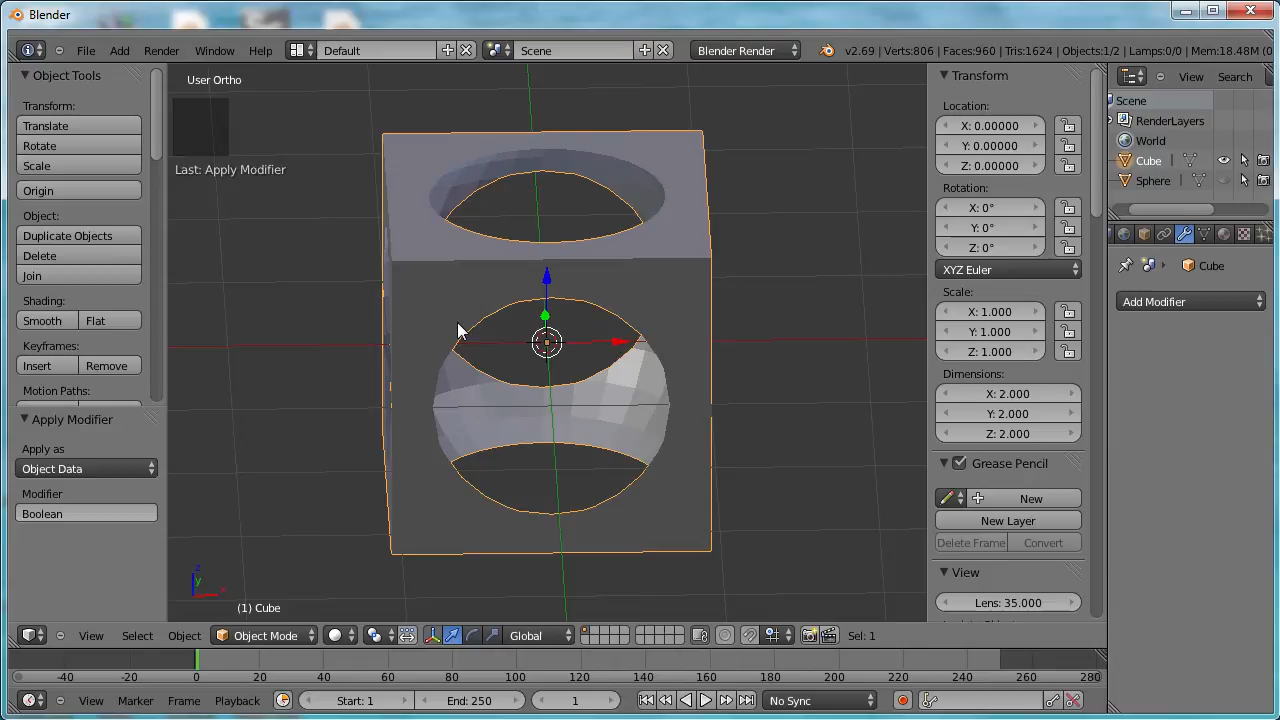 Blender
File Add Render Window Help Default Scene Blender Render v2.69 | Verts:806 | Faces:960 | Tris:1624 | Objects:1/2 | Lamps:0/0 | Mem:18.48M (0
Object Tools
Transform:
Translate
Rotate
Scale
Origin
Object:
Duplicate Objects
Delete
Join
Shading:
Smooth Flat
Keyframes:
Insert Remove
Motion Paths:
Apply Modifier
Apply as
Object Data
Modifier
Boolean
User Ortho
Last: Apply Modifier
z
y
x
(1) Cube
Transform
Location:
X: 0.00000
Y: 0.00000
Z: 0.00000
Rotation:
X: 0°
Y: 0°
Z: 0°
XYZ Euler
Scale:
X: 1.000
Y: 1.000
Z: 1.000
Dimensions:
X: 2.000
Y: 2.000
Z: 2.000
Grease Pencil
New
New Layer
Delete Frame Convert
View
Lens: 35.000
View Search
Scene
RenderLayers
World
Cube
Sphere
Cube
Add Modifier
View Select Object Object Mode Global Sel: 1
-40 -20 0 20 40 60 80 100 120 140 160 180 200 220 240 260 280
View Marker Frame Playback Start: 1 End: 250 1 No Sync